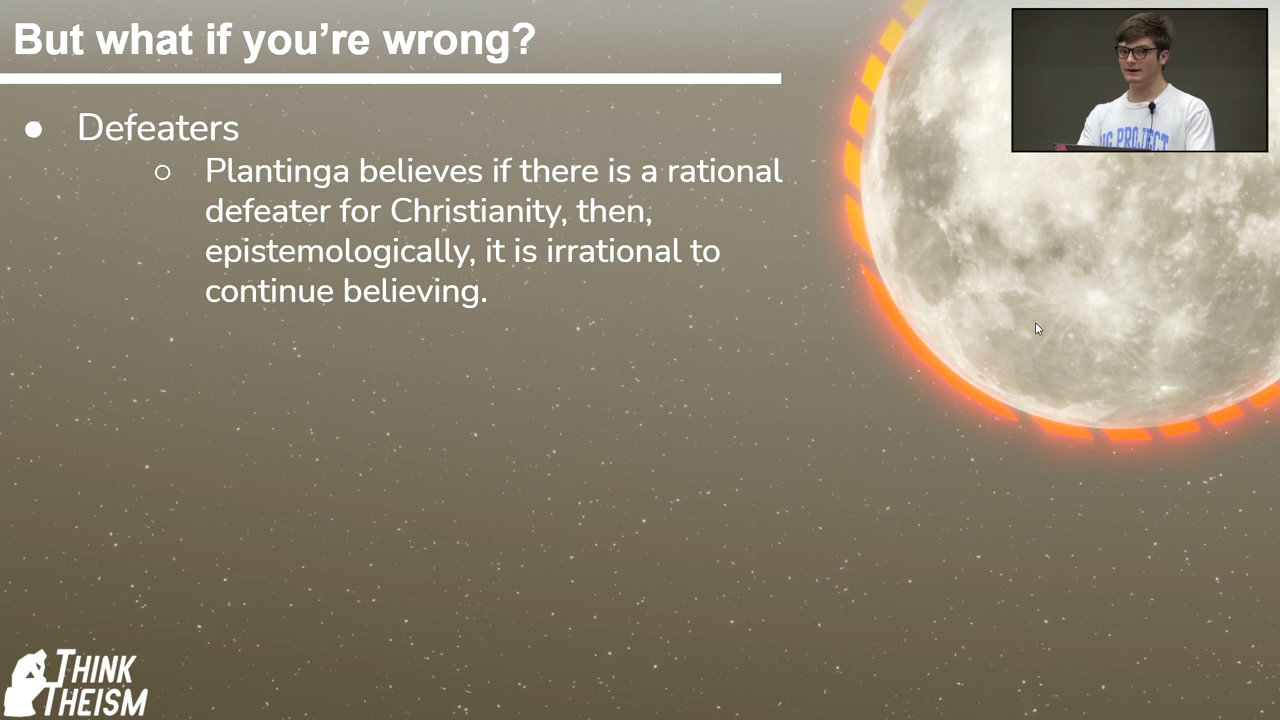 But what if you’re wrong?
Defeaters
Plantinga believes if there is a rational
defeater for Christianity, then,
epistemologically, it is irrational to
continue believing.
PROJECT
THINK
THEISM